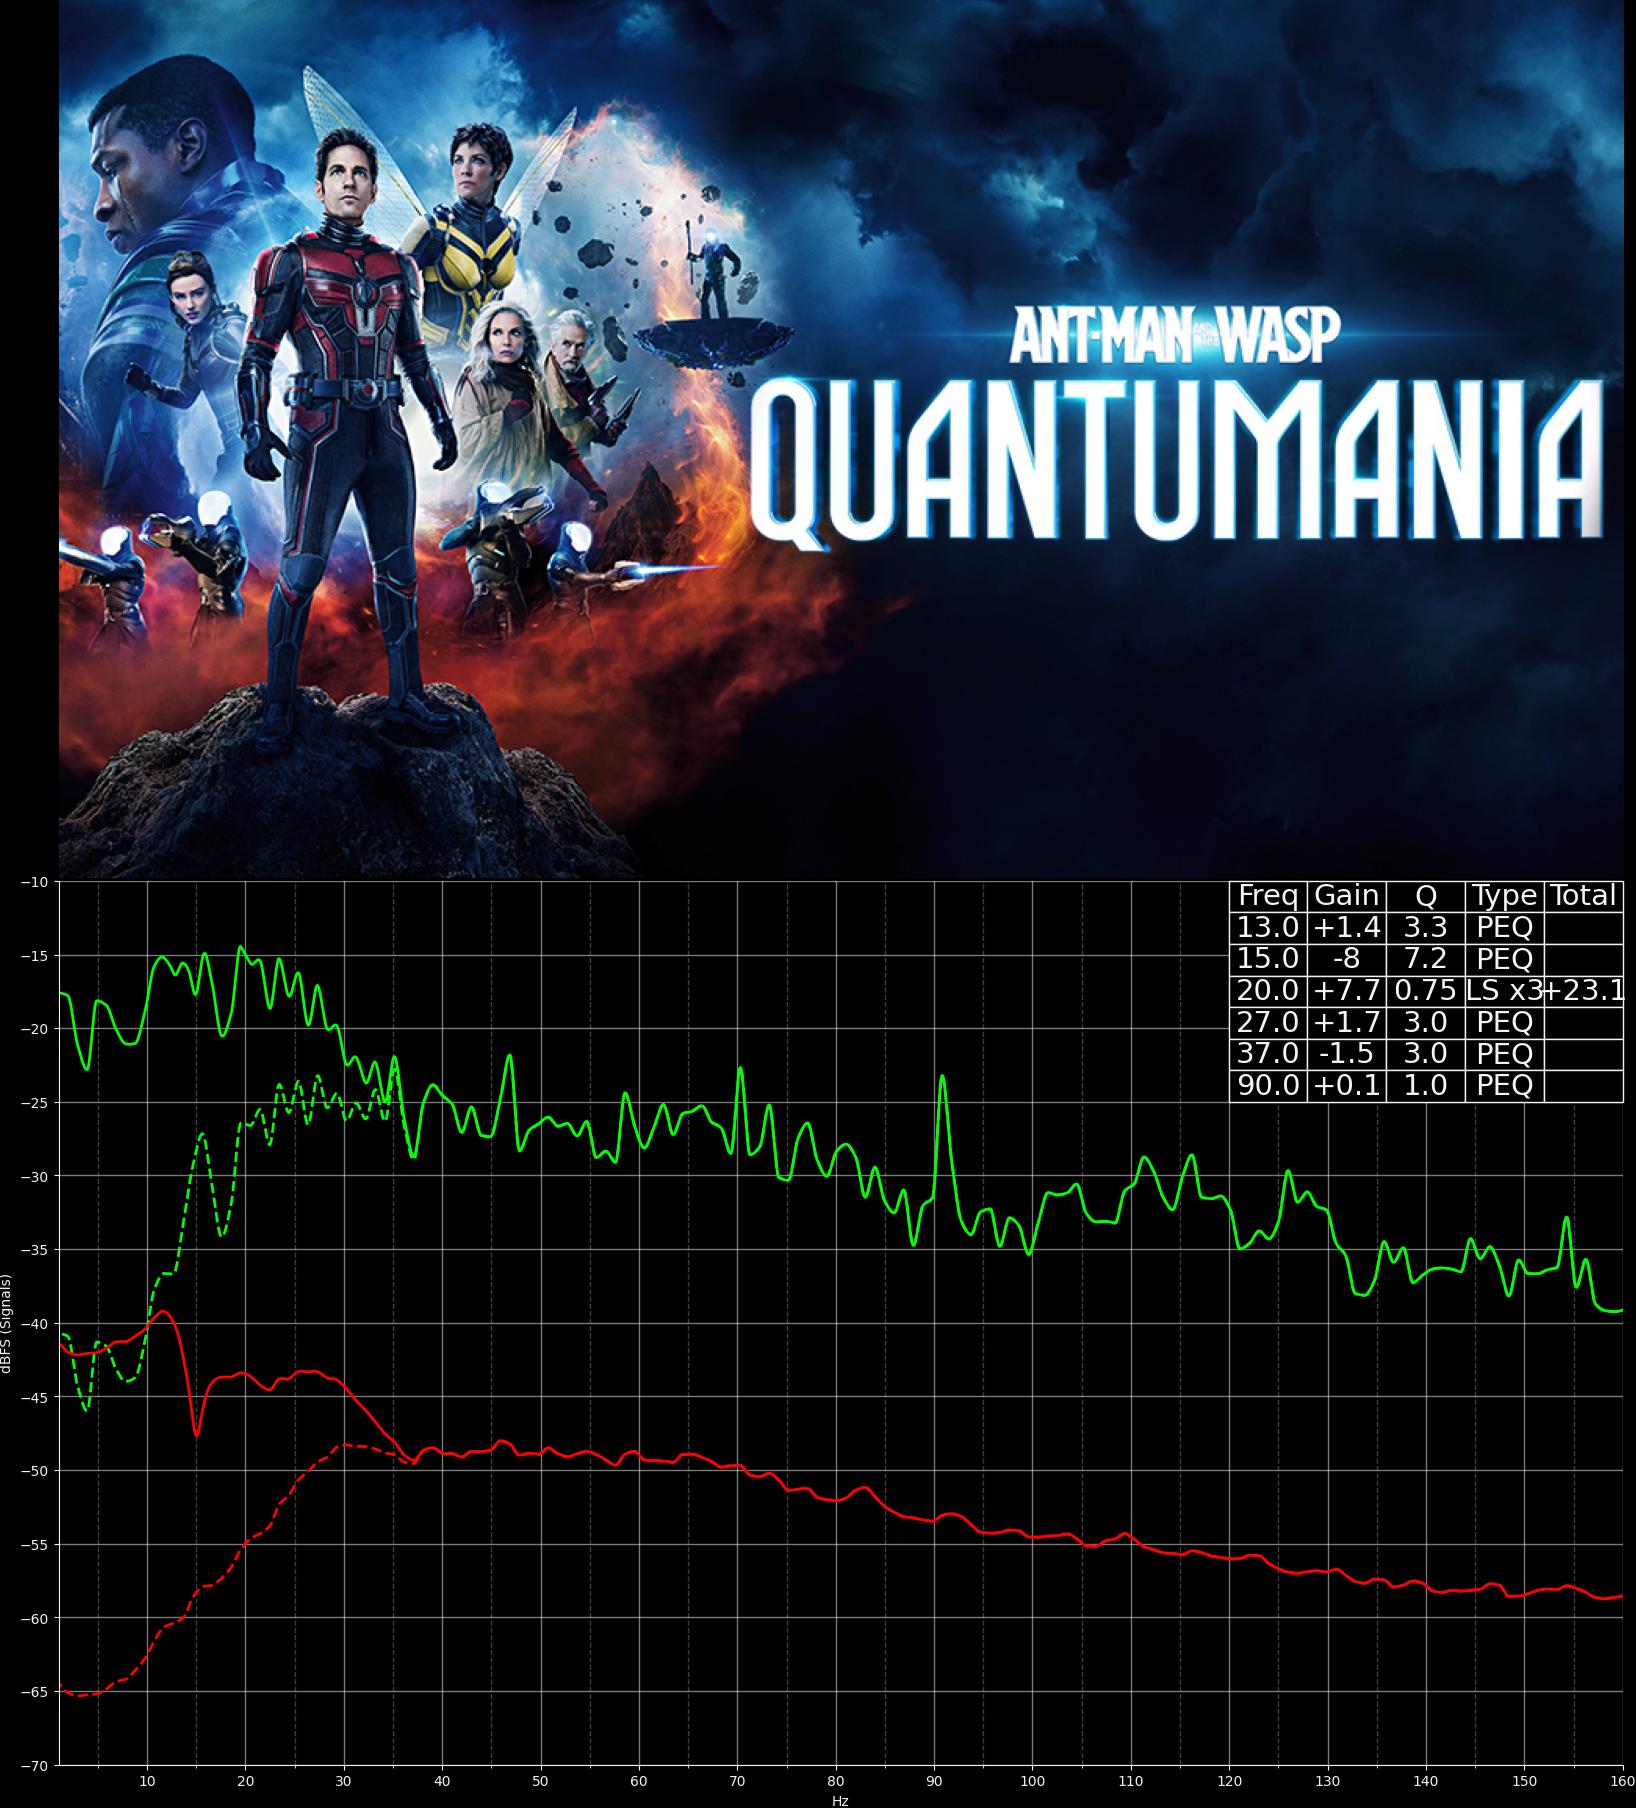 ANT-MAN AND THE WASP
QUANTUMANIA
Freq Gain Q Type Total
13.0 +1.4 3.3 PEQ
15.0 -8 7.2 PEQ
20.0 +7.7 0.75 LS x3 +23.1
27.0 +1.7 3.0 PEQ
37.0 -1.5 3.0 PEQ
90.0 +0.1 1.0 PEQ
−10
−15
−20
−25
−30
−35
−40
−45
−50
−55
−60
−65
−70
dBFS (Signals)
10 20 30 40 50 60 70 80 90 100 110 120 130 140 150 160
Hz